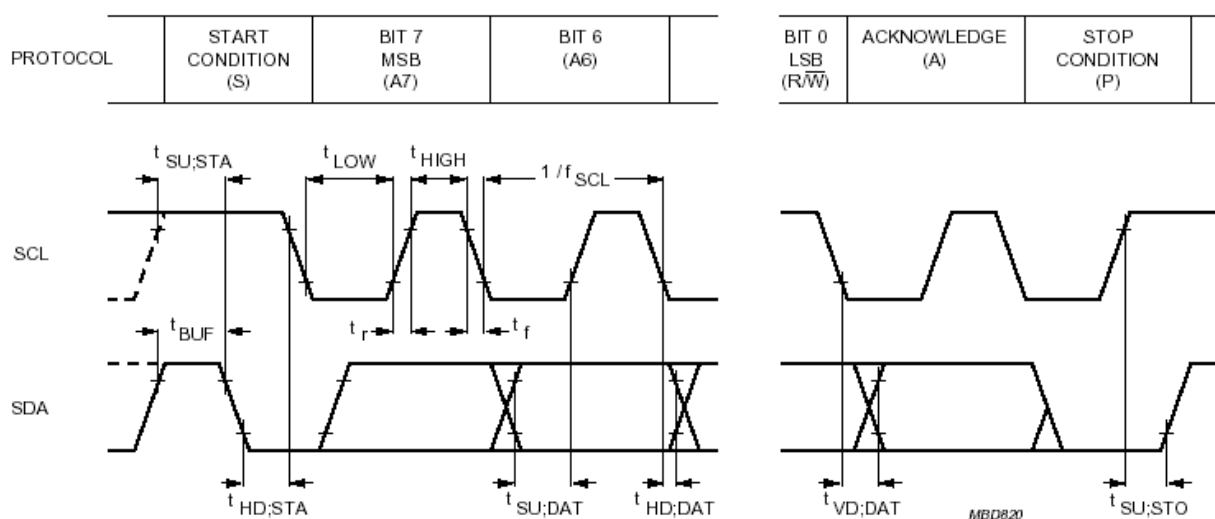 PROTOCOL
START
CONDITION
(S)
BIT 7
MSB
(A7)
BIT 6
(A6)
BIT 0
LSB
(R/W̅)
ACKNOWLEDGE
(A)
STOP
CONDITION
(P)
t SU;STA
t LOW
t HIGH
1 / f SCL
SCL
t BUF
t r
t f
SDA
t HD;STA
t SU;DAT
t HD;DAT
t VD;DAT
t SU;STO
MBD820